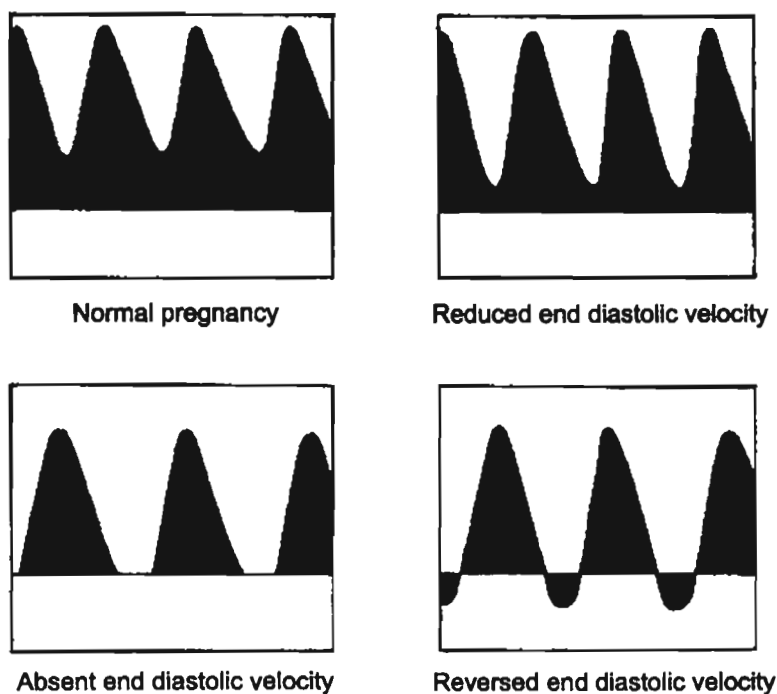 Normal pregnancy
Reduced end diastolic velocity
Absent end diastolic velocity
Reversed end diastolic velocity